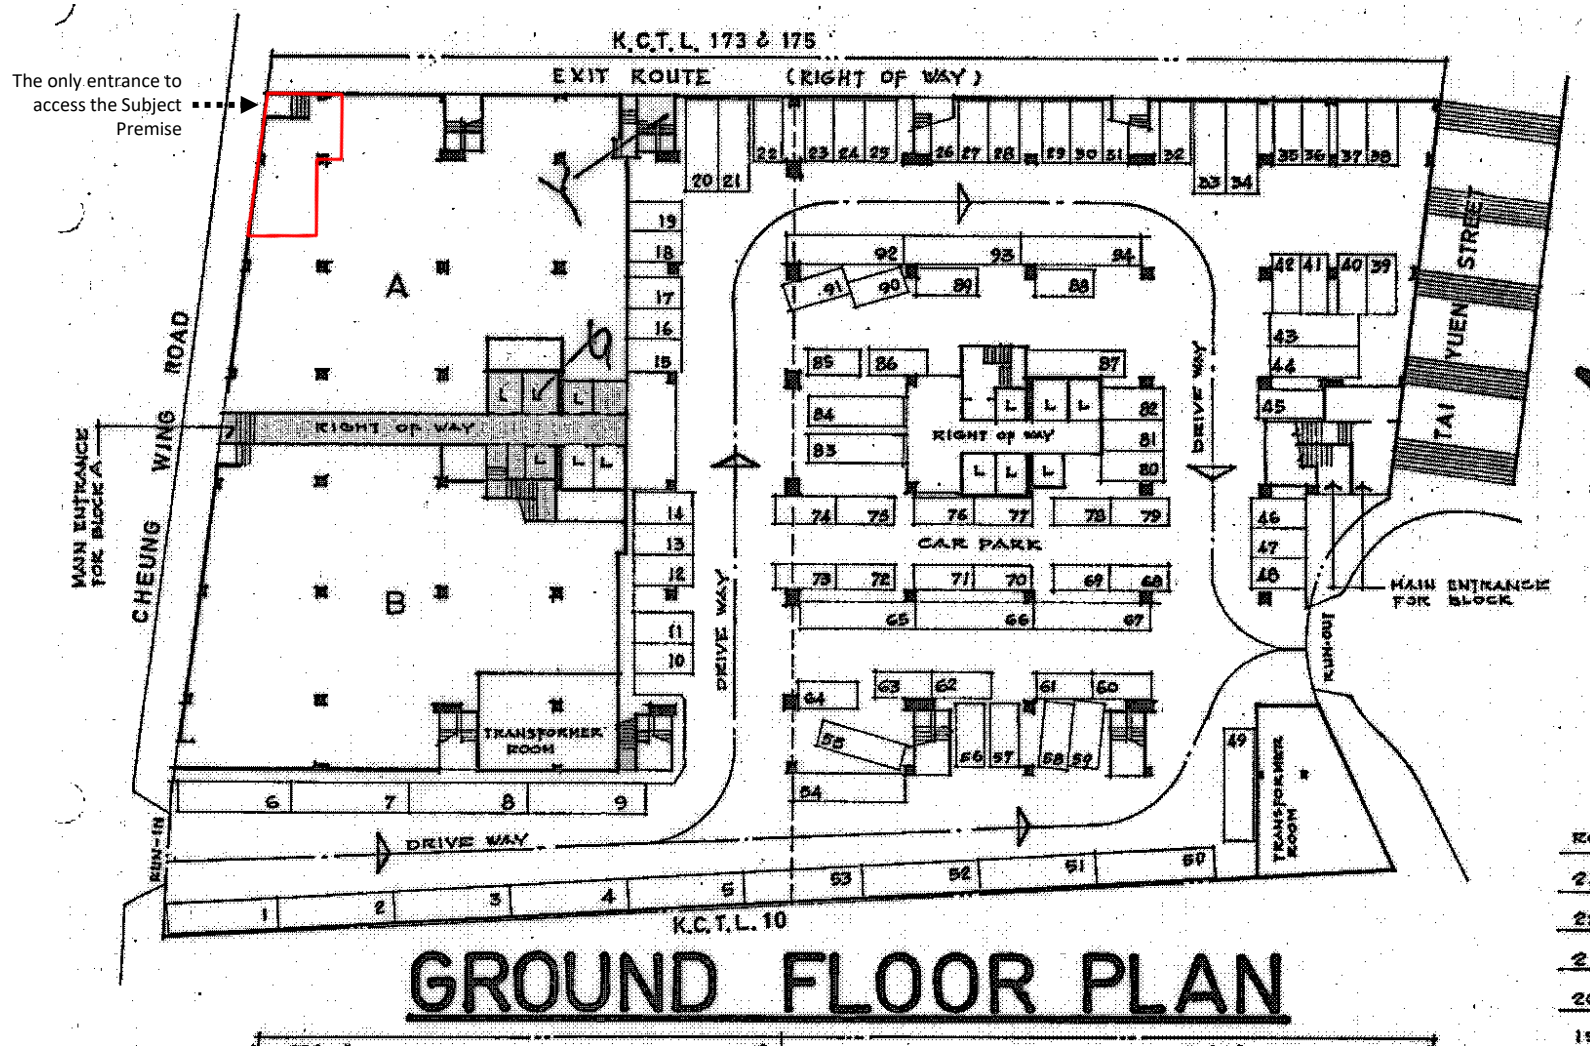 K.C.T.L. 173 & 175
EXIT ROUTE (RIGHT OF WAY)
The only entrance to
access the Subject
Premise
20 21 22 23 24 25 26 27 28 29 30 31 32 33 34 35 36 37 38
19
18
17
16
15
A
92 93 94
91 90 89 88
42 41 40 39
43
44
45
85 86 87
84
83
82
81
80
L L L L L
RIGHT OF WAY
L L L
RIGHT OF WAY
L L L
7
MAIN ENTRANCE
FOR BLOCK A
CHEUNG WING ROAD
TAI YUEN STREET
DRIVE WAY
DRIVE WAY
14
13
12
11
10
74 75 76 77 78 79
CAR PARK
73 72 71 70 69 68
65 66 67
46
47
48
MAIN ENTRANCE
FOR BLOCK
RUN-OUT
B
64 63 62 61 60
55 56 57 58 59
54
49
TRANSFORMER
ROOM
TRANSFORMER
ROOM
6 7 8 9
DRIVE WAY
RUN-IN
1 2 3 4 5 53 52 51 50
K.C.T.L. 10
GROUND FLOOR PLAN